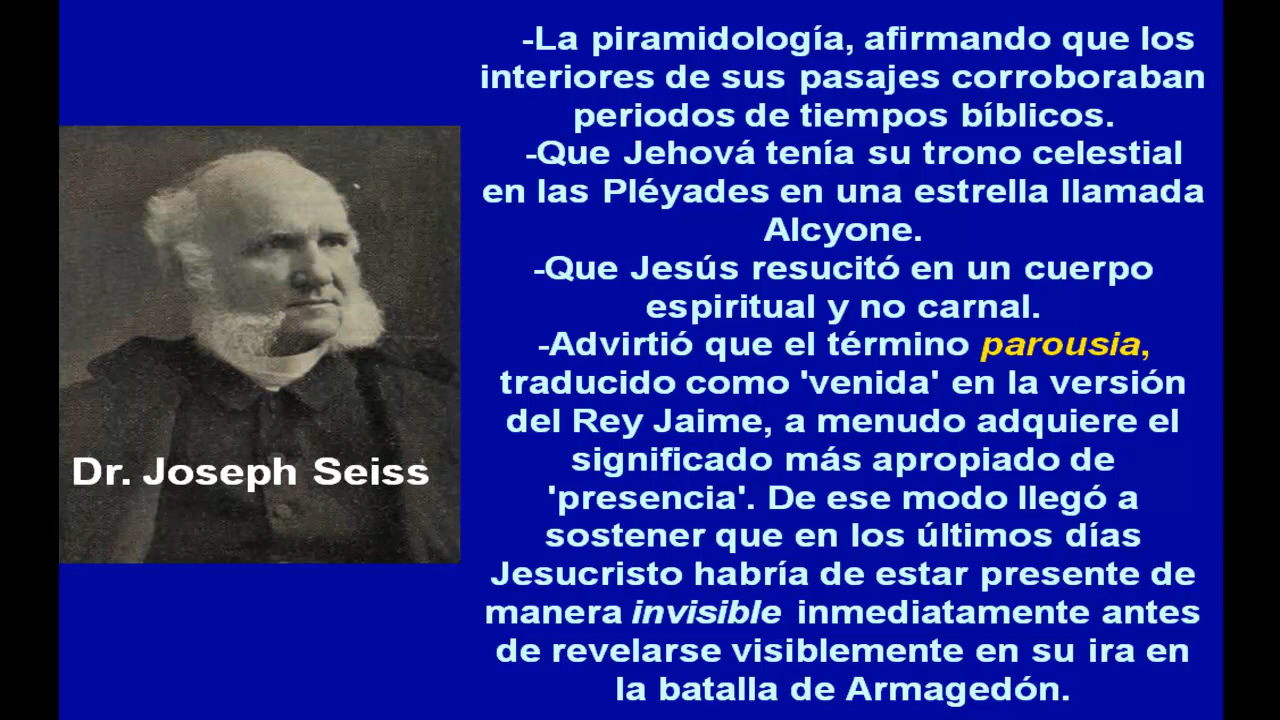 -La piramidología, afirmando que los
interiores de sus pasajes corroboraban
periodos de tiempos bíblicos.
-Que Jehová tenía su trono celestial
en las Pléyades en una estrella llamada
Alcyone.
-Que Jesús resucitó en un cuerpo
espiritual y no carnal.
-Advirtió que el término parousia,
traducido como 'venida' en la versión
del Rey Jaime, a menudo adquiere el
significado más apropiado de
'presencia'. De ese modo llegó a
sostener que en los últimos días
Jesucristo habría de estar presente de
manera invisible inmediatamente antes
de revelarse visiblemente en su ira en
la batalla de Armagedón.
Dr. Joseph Seiss